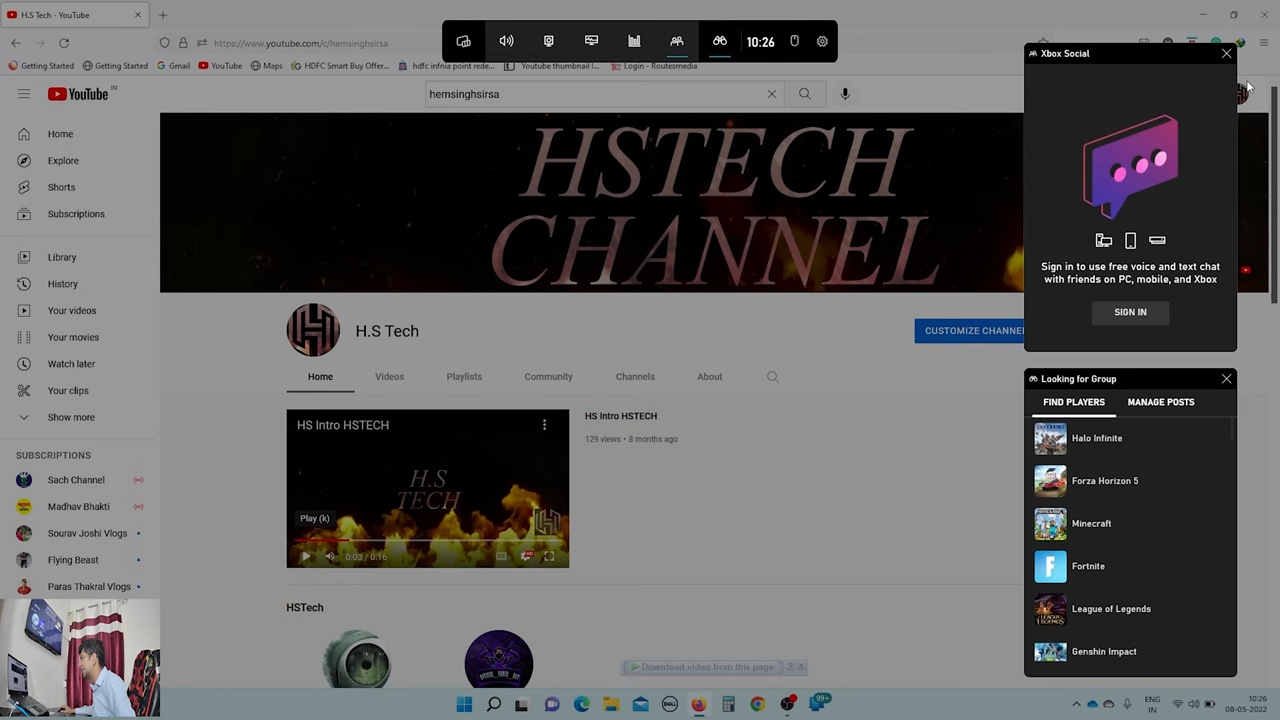 H.S Tech - YouTube
https://www.youtube.com/c/hemsinghsirsa
10:26
Getting Started
Getting Started
Gmail
YouTube
Maps
HDFC Smart Buy Offer...
hdfc infnia point rede...
Youtube thumbnail l...
Login - Routesmedia
YouTube IN
hemsinghsirsa
Home
Explore
Shorts
Subscriptions
Library
History
Your videos
Your movies
Watch later
Your clips
Show more
SUBSCRIPTIONS
Sach Channel
Madhav Bhakti
Sourav Joshi Vlogs
Flying Beast
Paras Thakral Vlogs
HSTECH
CHANNEL
H.S Tech
CUSTOMIZE CHANNE
Home
Videos
Playlists
Community
Channels
About
HS Intro HSTECH
H.S
TECH
Play (k)
0:03 / 0:16
HD
HS Intro HSTECH
129 views • 8 months ago
HSTech
Download video from this page
?
Xbox Social
Sign in to use free voice and text chat
with friends on PC, mobile, and Xbox
SIGN IN
Looking for Group
FIND PLAYERS
MANAGE POSTS
Halo Infinite
Forza Horizon 5
Minecraft
Fortnite
League of Legends
Genshin Impact
DELL
99+
ENG
IN
10:26
08-05-2022